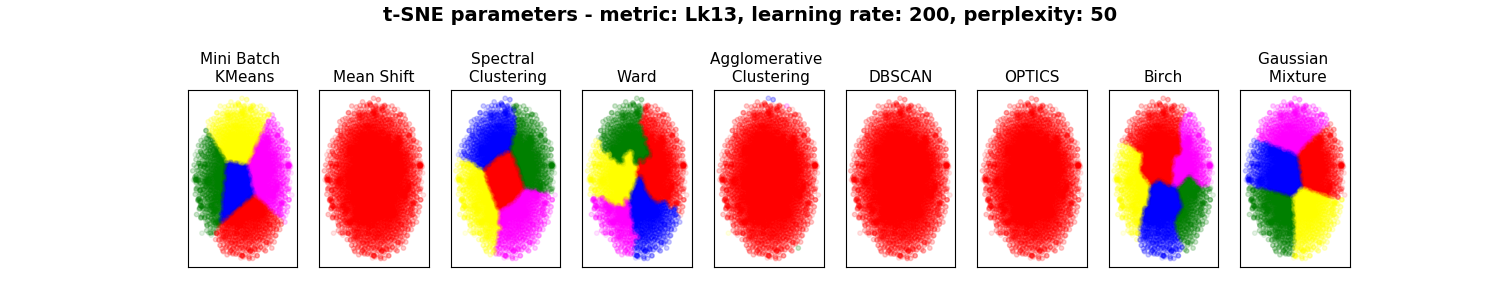 t-SNE parameters - metric: Lk13, learning rate: 200, perplexity: 50
Mini Batch
KMeans
Mean Shift
Spectral
Clustering
Ward
Agglomerative
Clustering
DBSCAN
OPTICS
Birch
Gaussian
Mixture